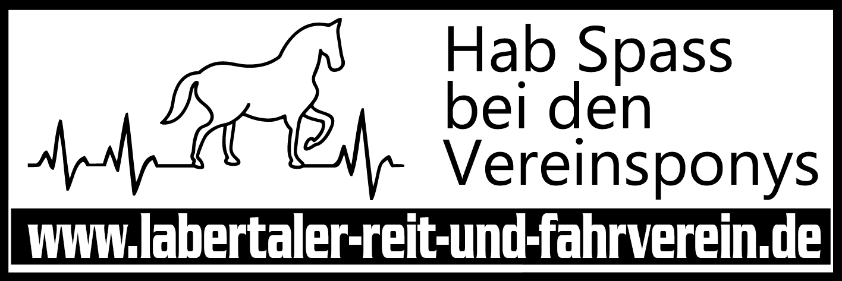 Hab Spass
bei den
Vereinsponys
www.labertaler-reit-und-fahrverein.de